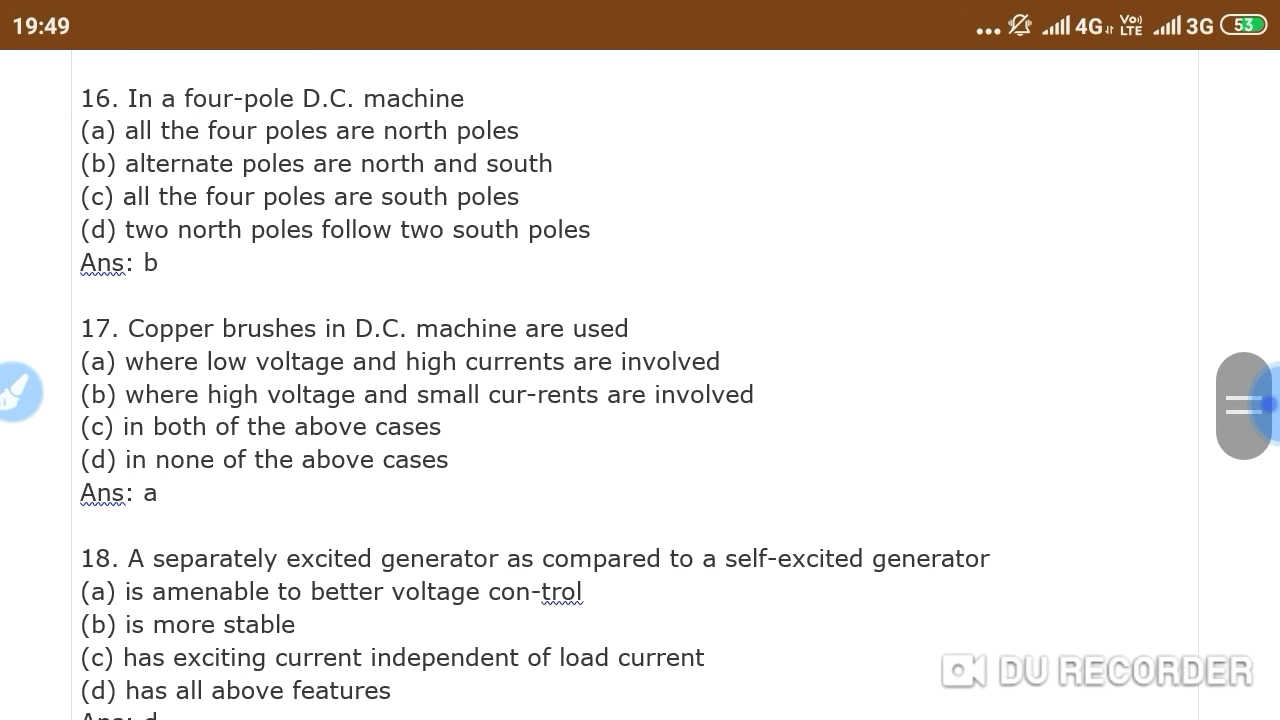 19:49
... 4G Vo) LTE 3G 53
16. In a four-pole D.C. machine
(a) all the four poles are north poles
(b) alternate poles are north and south
(c) all the four poles are south poles
(d) two north poles follow two south poles
Ans: b
17. Copper brushes in D.C. machine are used
(a) where low voltage and high currents are involved
(b) where high voltage and small cur-rents are involved
(c) in both of the above cases
(d) in none of the above cases
Ans: a
18. A separately excited generator as compared to a self-excited generator
(a) is amenable to better voltage con-trol
(b) is more stable
(c) has exciting current independent of load current
(d) has all above features
Ans: d
DU RECORDER